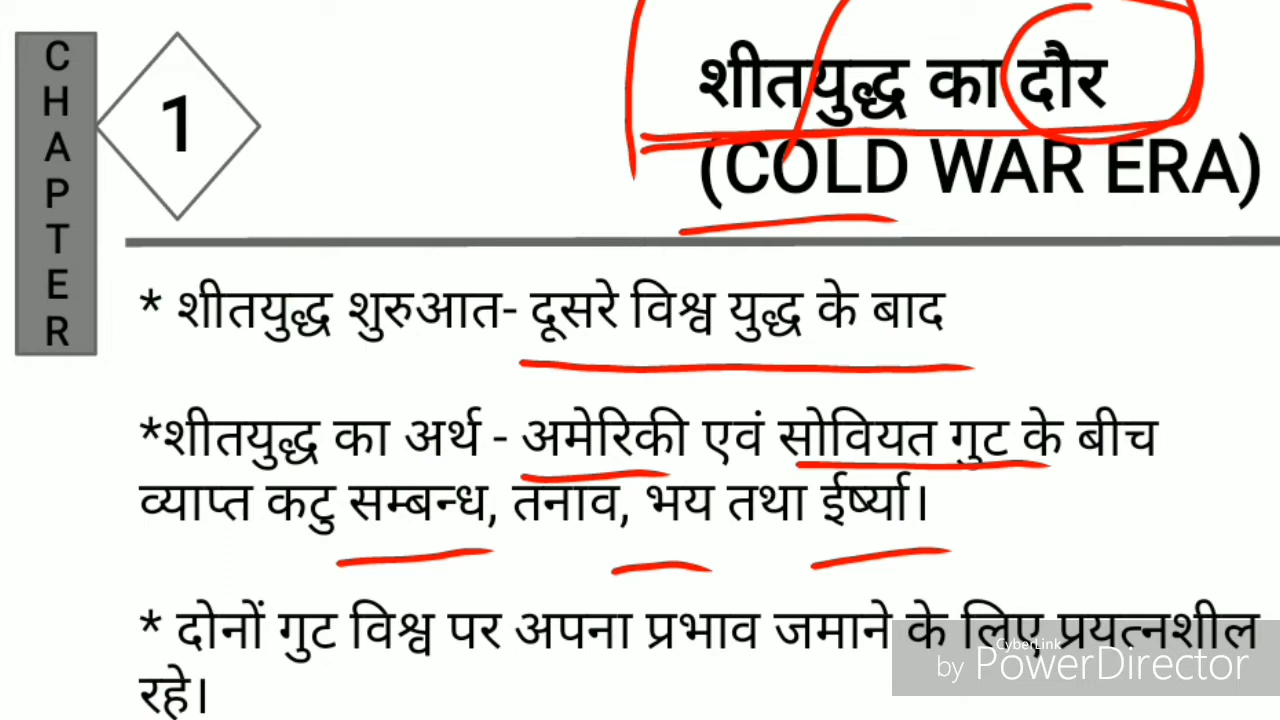 CHAPTER
1
शीतयुद्ध का दौर
(COLD WAR ERA)
* शीतयुद्ध शुरुआत- दूसरे विश्व युद्ध के बाद
*शीतयुद्ध का अर्थ - अमेरिकी एवं सोवियत गुट के बीच
व्याप्त कटु सम्बन्ध, तनाव, भय तथा ईर्ष्या।
* दोनों गुट विश्व पर अपना प्रभाव जमाने के लिए प्रयत्नशील
रहे।
CyberLink
by PowerDirector